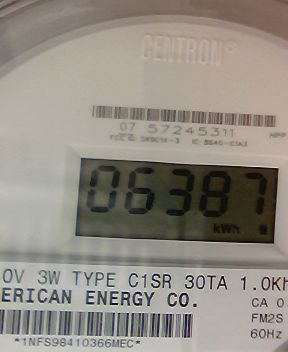 CENTRON®
07 57245311
06387
kWh
0V 3W TYPE C1SR 30TA 1.0Kh
ERICAN ENERGY CO.
CA 0
FM2S
60Hz
*1NFS98410366MEC*